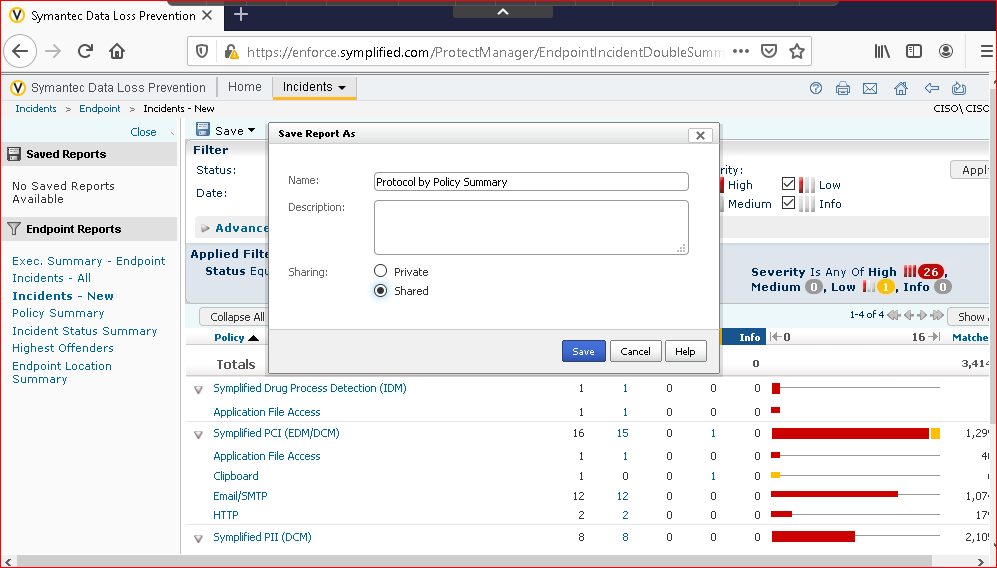 Symantec Data Loss Prevention
https://enforce.symplified.com/ProtectManager/EndpointIncidentDoubleSumm
Symantec Data Loss Prevention Home Incidents
Incidents > Endpoint > Incidents - New CISO\ CISO
Close
Saved Reports
No Saved Reports
Available
Endpoint Reports
Exec. Summary - Endpoint
Incidents - All
Incidents - New
Policy Summary
Incident Status Summary
Highest Offenders
Endpoint Location
Summary
Save
Filter
Status:
Date:
Advance
Applied Filte
Status Equ
rity:
High Low
Medium Info
Appl
Severity Is Any Of High 26,
Medium 0, Low 1, Info 0
Save Report As
Name: Protocol by Policy Summary
Description:
Sharing: Private
Shared
Save Cancel Help
Collapse All 1-4 of 4 Show
Policy Info 0 16 Matche
Totals 0 3,414
Symplified Drug Process Detection (IDM) 1 1 0 0 0
Application File Access 1 1 0 0 0
Symplified PCI (EDM/DCM) 16 15 0 1 0 1,299
Application File Access 1 1 0 0 0 40
Clipboard 1 0 0 1 0
Email/SMTP 12 12 0 0 0 1,074
HTTP 2 2 0 0 0 179
Symplified PII (DCM) 8 8 0 0 0 2,105